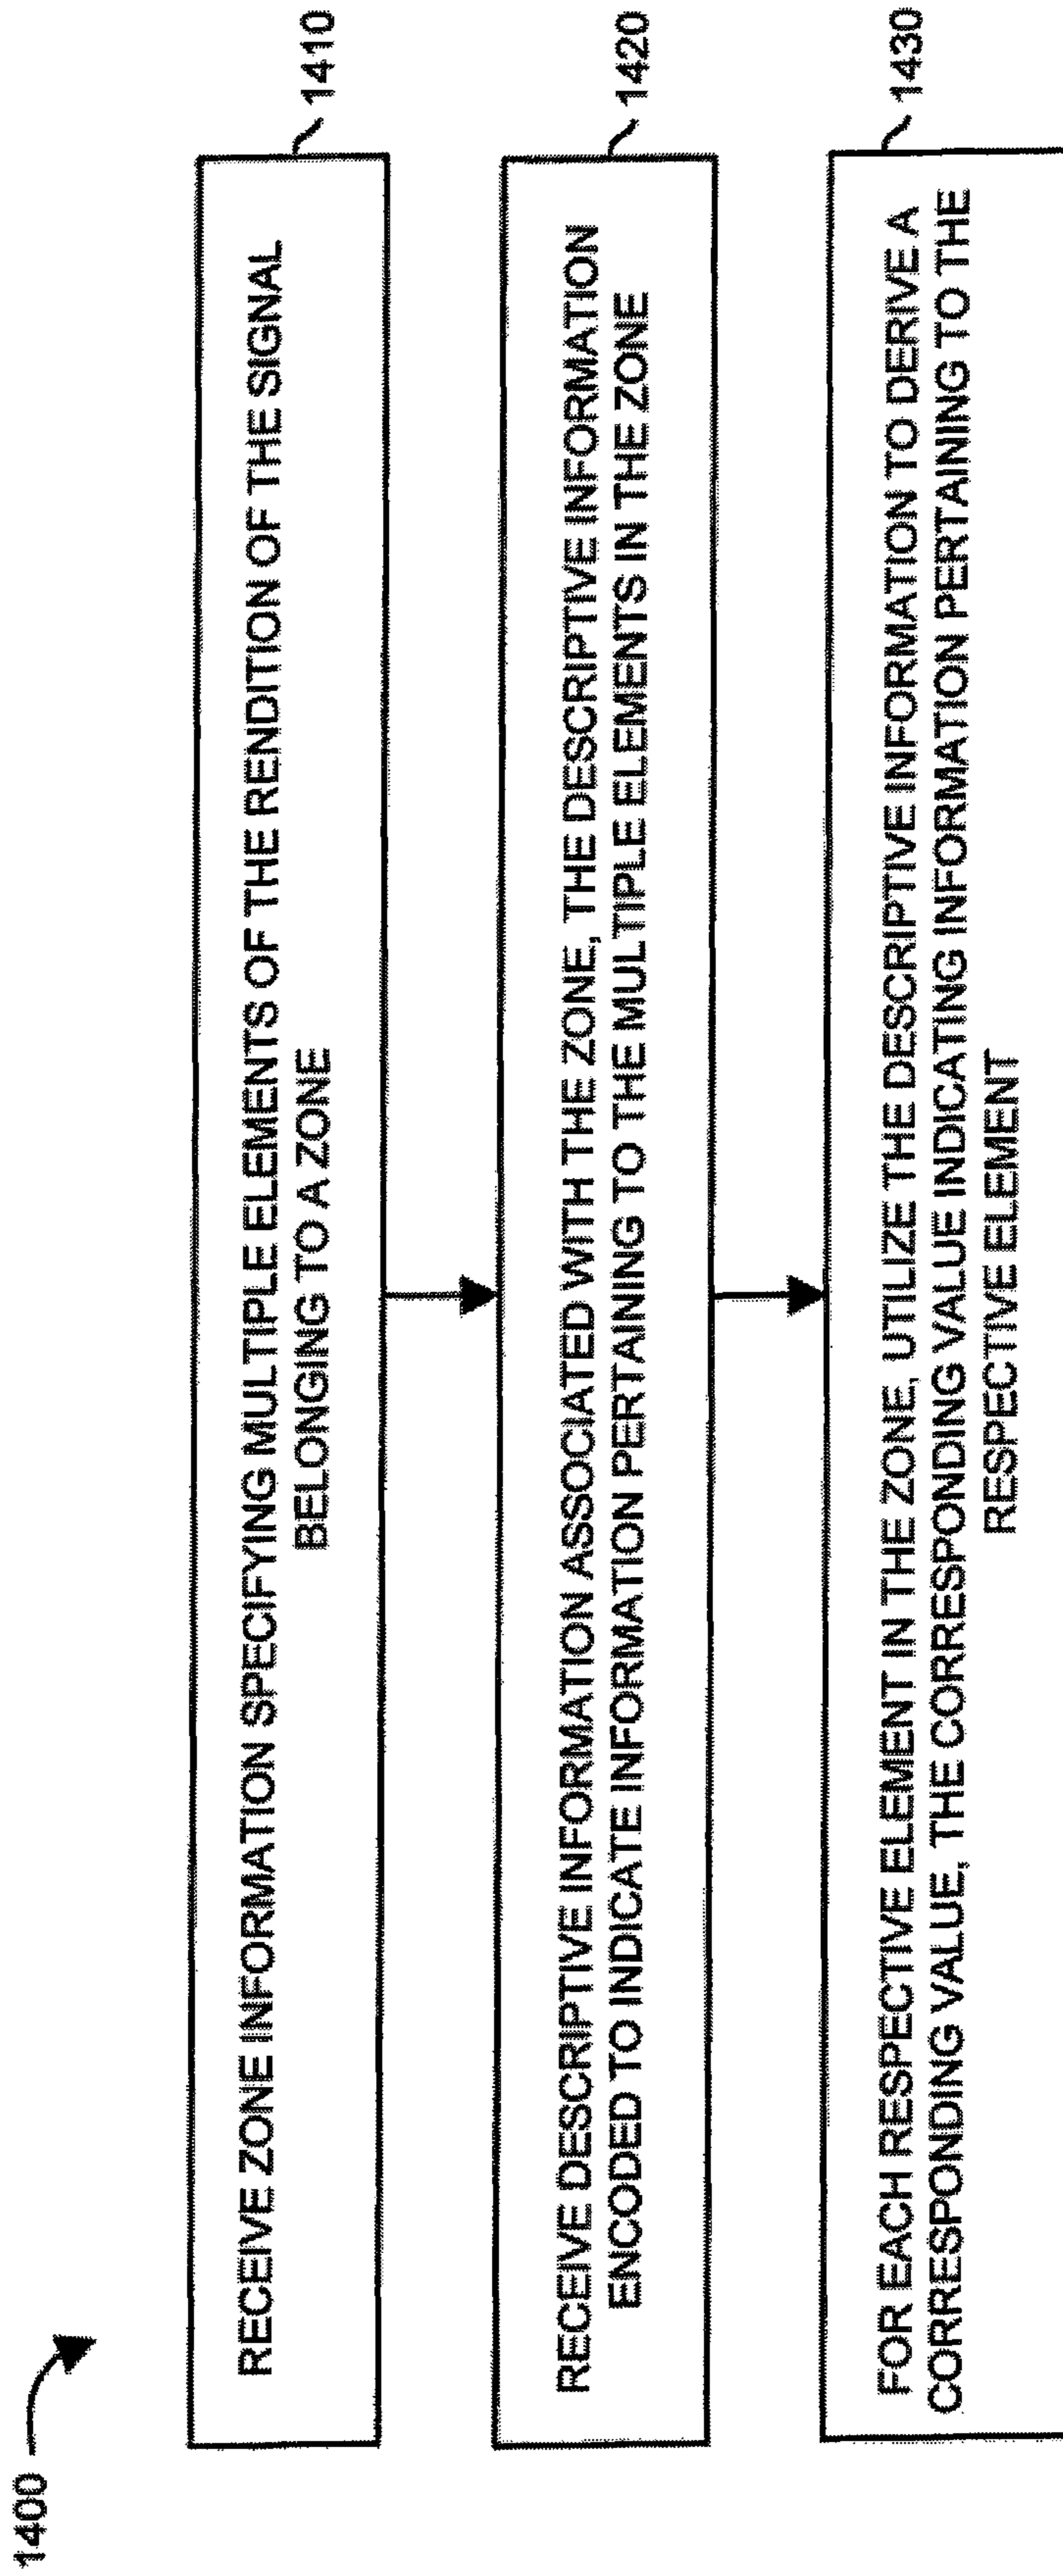 1400
RECEIVE ZONE INFORMATION SPECIFYING MULTIPLE ELEMENTS OF THE RENDITION OF THE SIGNAL
BELONGING TO A ZONE
1410
RECEIVE DESCRIPTIVE INFORMATION ASSOCIATED WITH THE ZONE, THE DESCRIPTIVE INFORMATION
ENCODED TO INDICATE INFORMATION PERTAINING TO THE MULTIPLE ELEMENTS IN THE ZONE
1420
FOR EACH RESPECTIVE ELEMENT IN THE ZONE, UTILIZE THE DESCRIPTIVE INFORMATION TO DERIVE A
CORRESPONDING VALUE, THE CORRESPONDING VALUE INDICATING INFORMATION PERTAINING TO THE
RESPECTIVE ELEMENT
1430